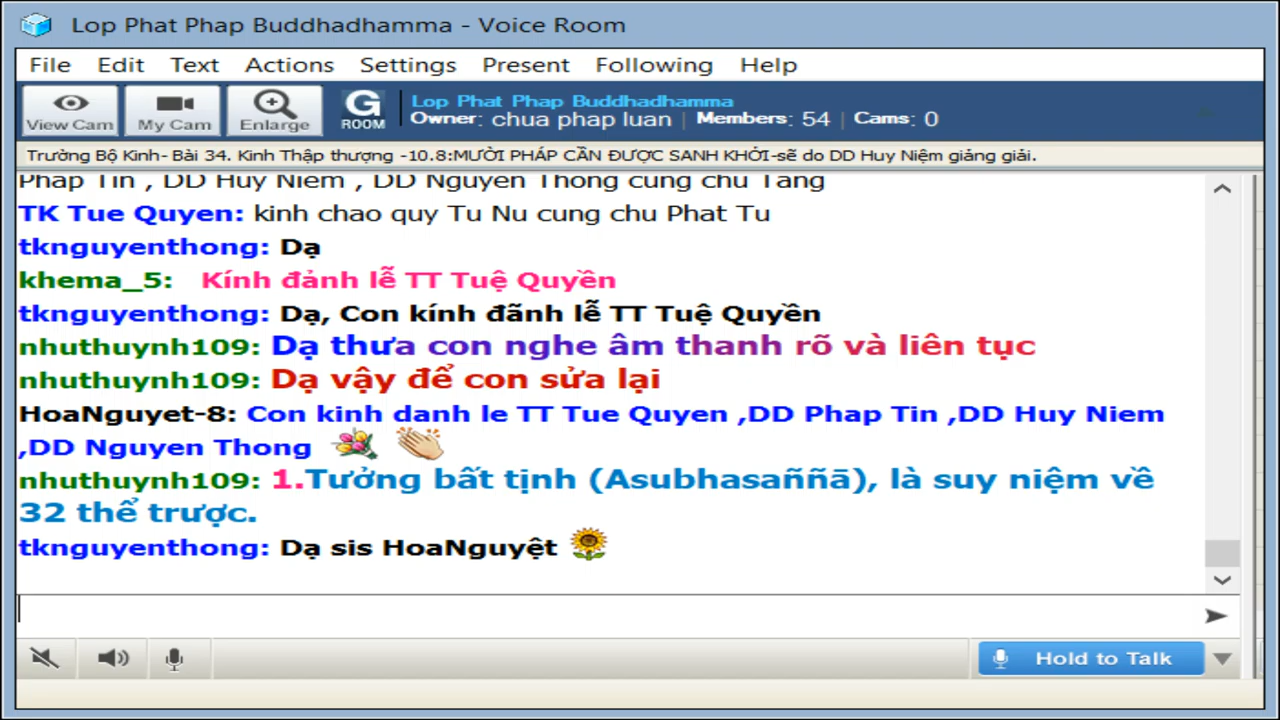 Lop Phat Phap Buddhadhamma - Voice Room
File Edit Text Actions Settings Present Following Help
View Cam My Cam Enlarge G ROOM
Lop Phat Phap Buddhadhamma
Owner: chua phap luan | Members: 54 | Cams: 0
Trường Bộ Kinh- Bài 34. Kinh Thập thượng -10.8:MƯỜI PHÁP CẦN ĐƯỢC SANH KHỞI-sẽ do DD Huy Niệm giảng giải.
Phap Tin , DD Huy Niem , DD Nguyen Thong cung chu Tang
TK Tue Quyen: kinh chao quy Tu Nu cung chu Phat Tu
tknguyenthong: Dạ
khema_5: Kính đảnh lễ TT Tuệ Quyền
tknguyenthong: Dạ, Con kính đãnh lễ TT Tuệ Quyền
nhuthuynh109: Dạ thưa con nghe âm thanh rõ và liên tục
nhuthuynh109: Dạ vậy để con sửa lại
HoaNguyet-8: Con kinh danh le TT Tue Quyen ,DD Phap Tin ,DD Huy Niem
,DD Nguyen Thong
nhuthuynh109: 1.Tưởng bất tịnh (Asubhasaññā), là suy niệm về
32 thể trược.
tknguyenthong: Dạ sis HoaNguyệt
Hold to Talk